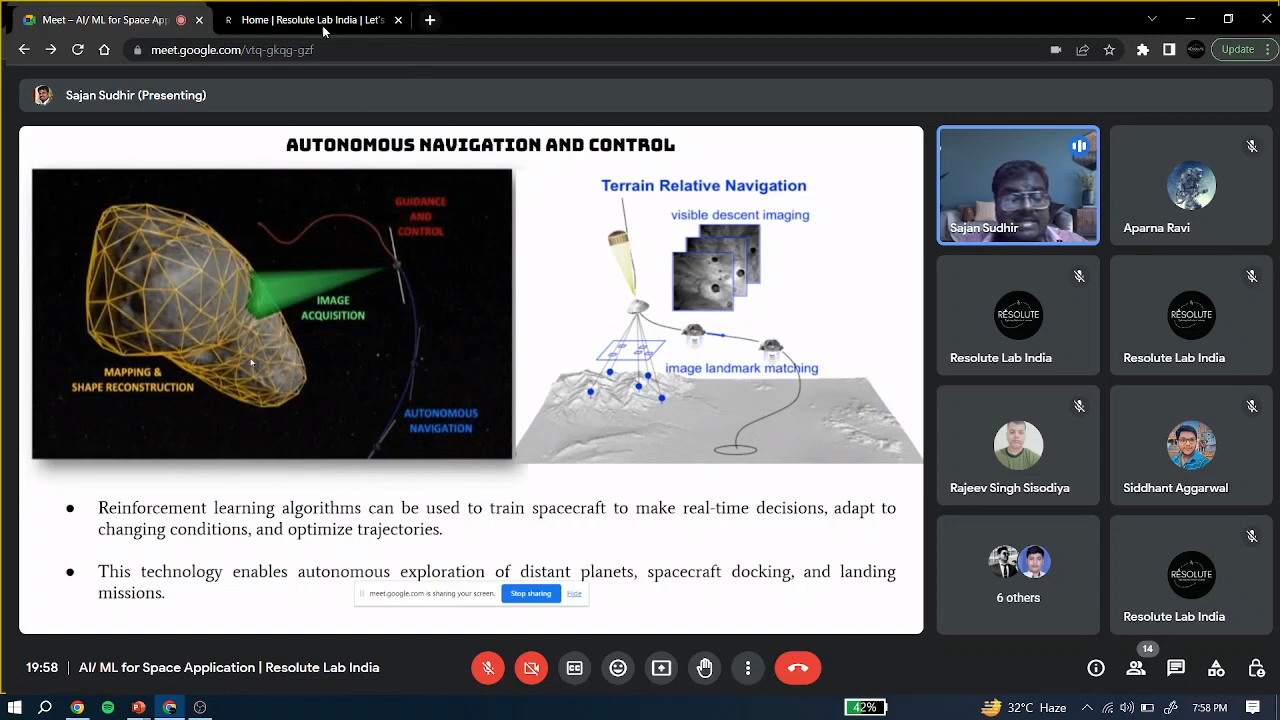 Meet - AI/ ML for Space App
Home | Resolute Lab India | Let's
meet.google.com/vtq-gkqg-gzf
RESOLUTE
Update
Sajan Sudhir (Presenting)
AUTONOMOUS NAVIGATION AND CONTROL
GUIDANCE
AND
CONTROL
IMAGE
ACQUISITION
MAPPING &
SHAPE RECONSTRUCTION
AUTONOMOUS
NAVIGATION
Terrain Relative Navigation
visible descent imaging
image landmark matching
● Reinforcement learning algorithms can be used to train spacecraft to make real-time decisions, adapt to
changing conditions, and optimize trajectories.
● This technology enables autonomous exploration of distant planets, spacecraft docking, and landing
missions.
meet.google.com is sharing your screen.
Stop sharing
Hide
Sajan Sudhir
Aparna Ravi
RÉSOLUTE
Resolute Lab India
RÉSOLUTE
Resolute Lab India
Rajeev Singh Sisodiya
Siddhant Aggarwal
6 others
RÉSOLUTE
Resolute Lab India
19:58 | AI/ ML for Space Application | Resolute Lab India
14
42%
32°C Haze
7:58 PM